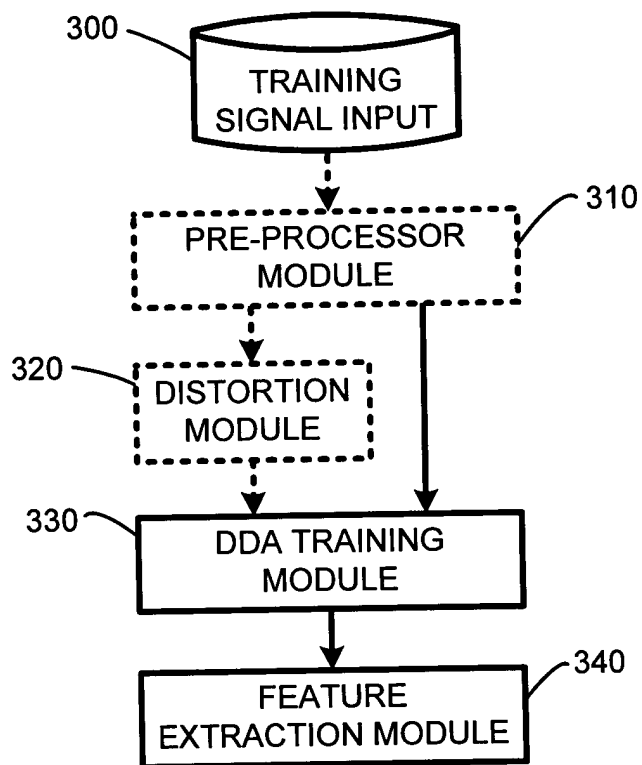 300
TRAINING
SIGNAL INPUT
310
PRE-PROCESSOR
MODULE
320
DISTORTION
MODULE
330
DDA TRAINING
MODULE
340
FEATURE
EXTRACTION MODULE